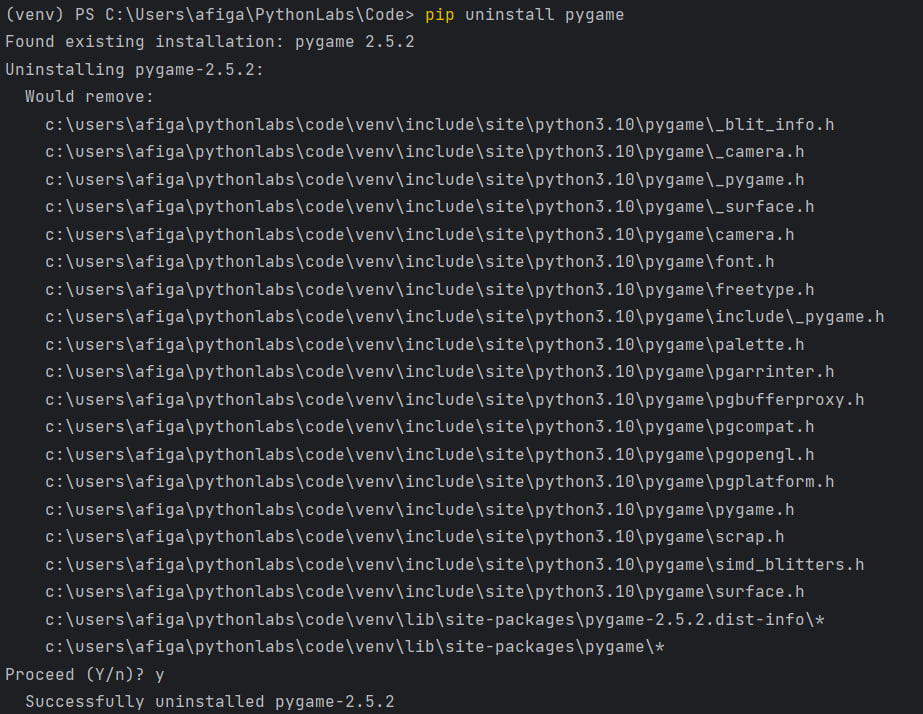 (venv) PS C:\Users\afiga\PythonLabs\Code> pip uninstall pygame
Found existing installation: pygame 2.5.2
Uninstalling pygame-2.5.2:
  Would remove:
    c:\users\afiga\pythonlabs\code\venv\include\site\python3.10\pygame\_blit_info.h
    c:\users\afiga\pythonlabs\code\venv\include\site\python3.10\pygame\_camera.h
    c:\users\afiga\pythonlabs\code\venv\include\site\python3.10\pygame\_pygame.h
    c:\users\afiga\pythonlabs\code\venv\include\site\python3.10\pygame\_surface.h
    c:\users\afiga\pythonlabs\code\venv\include\site\python3.10\pygame\camera.h
    c:\users\afiga\pythonlabs\code\venv\include\site\python3.10\pygame\font.h
    c:\users\afiga\pythonlabs\code\venv\include\site\python3.10\pygame\freetype.h
    c:\users\afiga\pythonlabs\code\venv\include\site\python3.10\pygame\include\_pygame.h
    c:\users\afiga\pythonlabs\code\venv\include\site\python3.10\pygame\palette.h
    c:\users\afiga\pythonlabs\code\venv\include\site\python3.10\pygame\pgarrinter.h
    c:\users\afiga\pythonlabs\code\venv\include\site\python3.10\pygame\pgbufferproxy.h
    c:\users\afiga\pythonlabs\code\venv\include\site\python3.10\pygame\pgcompat.h
    c:\users\afiga\pythonlabs\code\venv\include\site\python3.10\pygame\pgopengl.h
    c:\users\afiga\pythonlabs\code\venv\include\site\python3.10\pygame\pgplatform.h
    c:\users\afiga\pythonlabs\code\venv\include\site\python3.10\pygame\pygame.h
    c:\users\afiga\pythonlabs\code\venv\include\site\python3.10\pygame\scrap.h
    c:\users\afiga\pythonlabs\code\venv\include\site\python3.10\pygame\simd_blitters.h
    c:\users\afiga\pythonlabs\code\venv\include\site\python3.10\pygame\surface.h
    c:\users\afiga\pythonlabs\code\venv\lib\site-packages\pygame-2.5.2.dist-info\*
    c:\users\afiga\pythonlabs\code\venv\lib\site-packages\pygame\*
Proceed (Y/n)? y
  Successfully uninstalled pygame-2.5.2